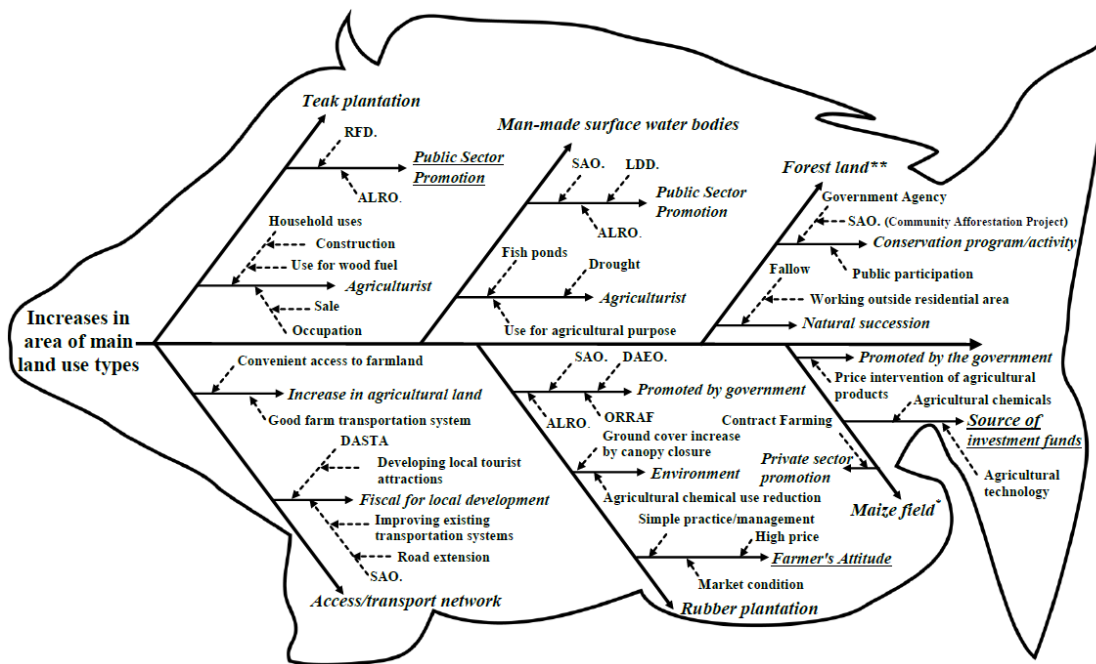 Teak plantation
RFD.
Public Sector
Promotion
ALRO.
Household uses
Construction
Use for wood fuel
Agriculturist
Sale
Occupation
Man-made surface water bodies
SAO.
LDD.
Public Sector
Promotion
ALRO.
Fish ponds
Drought
Agriculturist
Use for agricultural purpose
Forest land**
Government Agency
SAO. (Community Afforestation Project)
Conservation program/activity
Public participation
Fallow
Working outside residential area
Natural succession
Increases in
area of main
land use types
Convenient access to farmland
Increase in agricultural land
Good farm transportation system
DASTA
Developing local tourist
attractions
Fiscal for local development
Improving existing
transportation systems
Road extension
SAO.
Access/transport network
SAO.
DAEO.
Promoted by government
ALRO.
ORRAF
Ground cover increase
by canopy closure
Environment
Agricultural chemical use reduction
Simple practice/management
High price
Farmer's Attitude
Market condition
Rubber plantation
Promoted by the government
Price intervention of agricultural
products
Agricultural chemicals
Source of
investment funds
Agricultural
technology
Contract Farming
Private sector
promotion
Maize field*